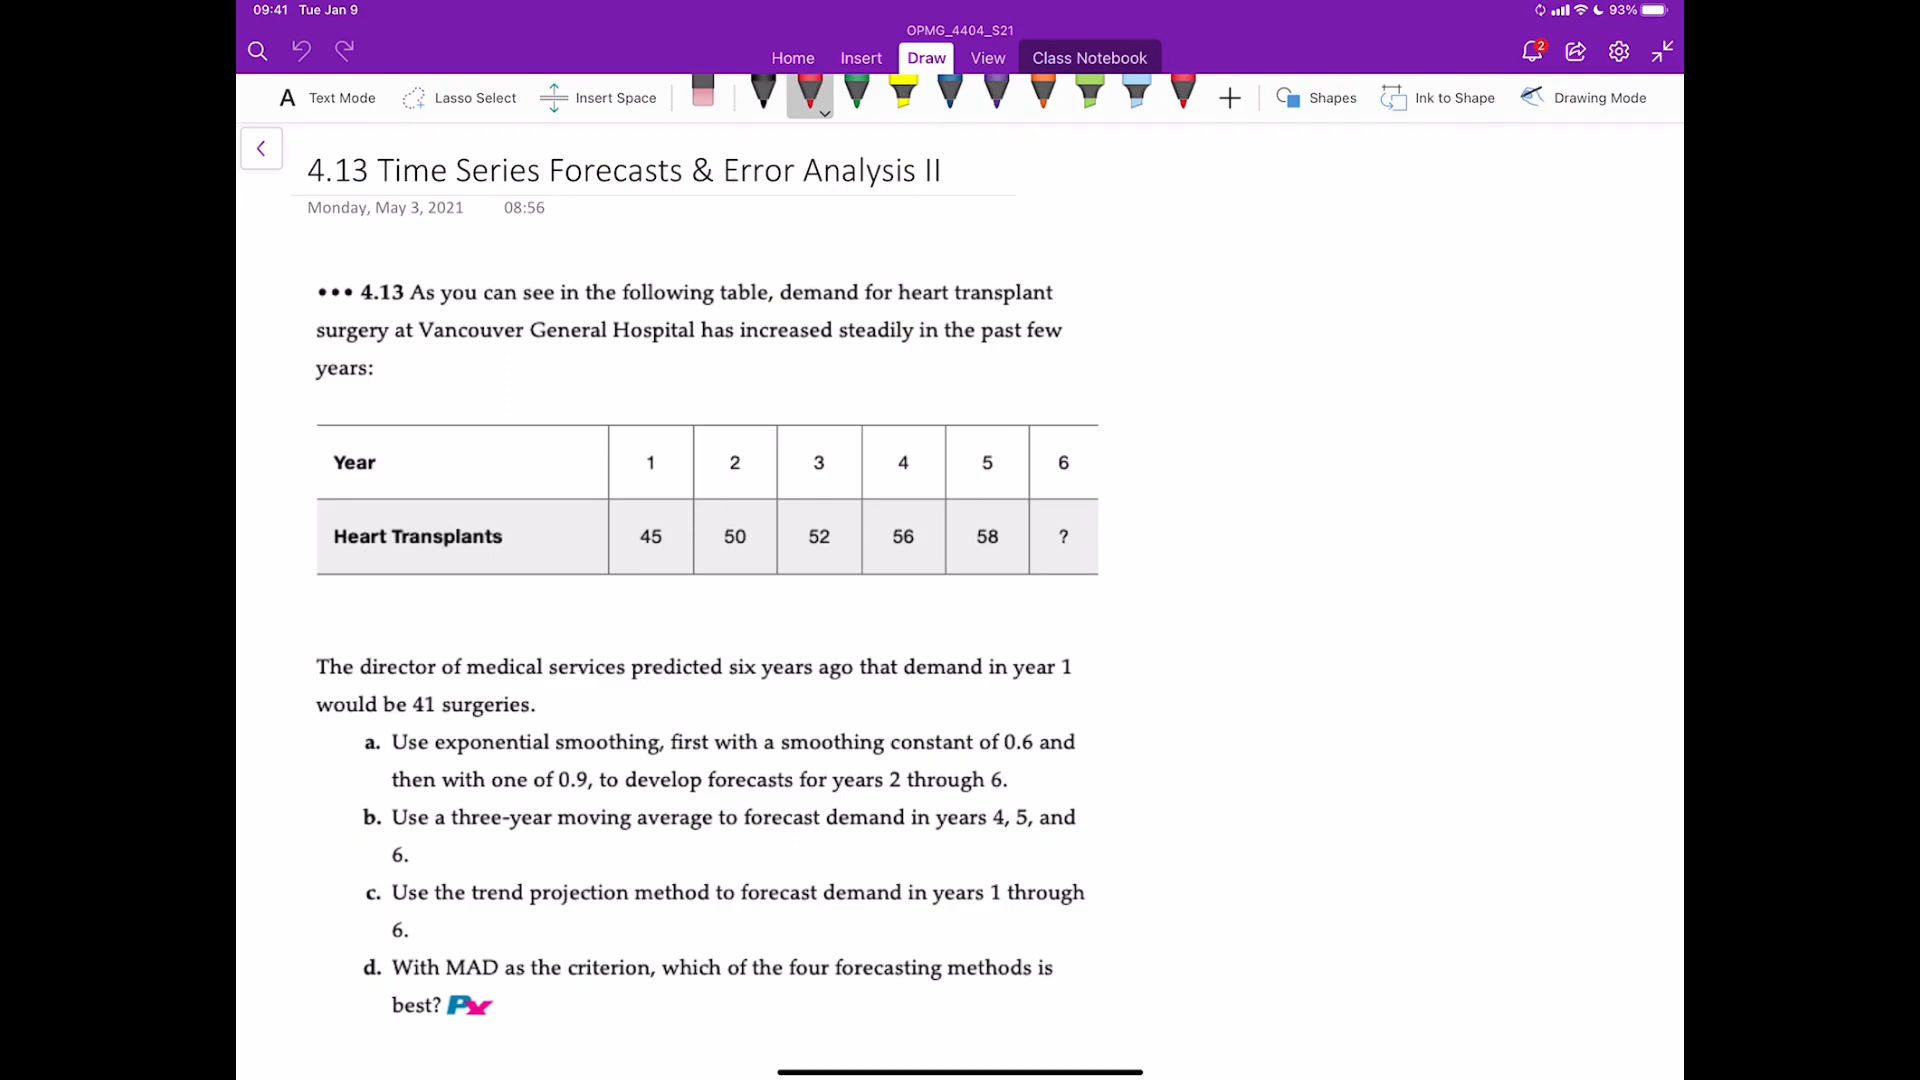 09:41 Tue Jan 9
93%
OPMG_4404_S21
Home Insert Draw View Class Notebook
2
A Text Mode Lasso Select Insert Space Shapes Ink to Shape Drawing Mode
4.13 Time Series Forecasts & Error Analysis II
Monday, May 3, 2021 08:56
••• 4.13 As you can see in the following table, demand for heart transplant
surgery at Vancouver General Hospital has increased steadily in the past few
years:
Year 1 2 3 4 5 6
Heart Transplants 45 50 52 56 58 ?
The director of medical services predicted six years ago that demand in year 1
would be 41 surgeries.
a. Use exponential smoothing, first with a smoothing constant of 0.6 and
then with one of 0.9, to develop forecasts for years 2 through 6.
b. Use a three-year moving average to forecast demand in years 4, 5, and
6.
c. Use the trend projection method to forecast demand in years 1 through
6.
d. With MAD as the criterion, which of the four forecasting methods is
best? PX